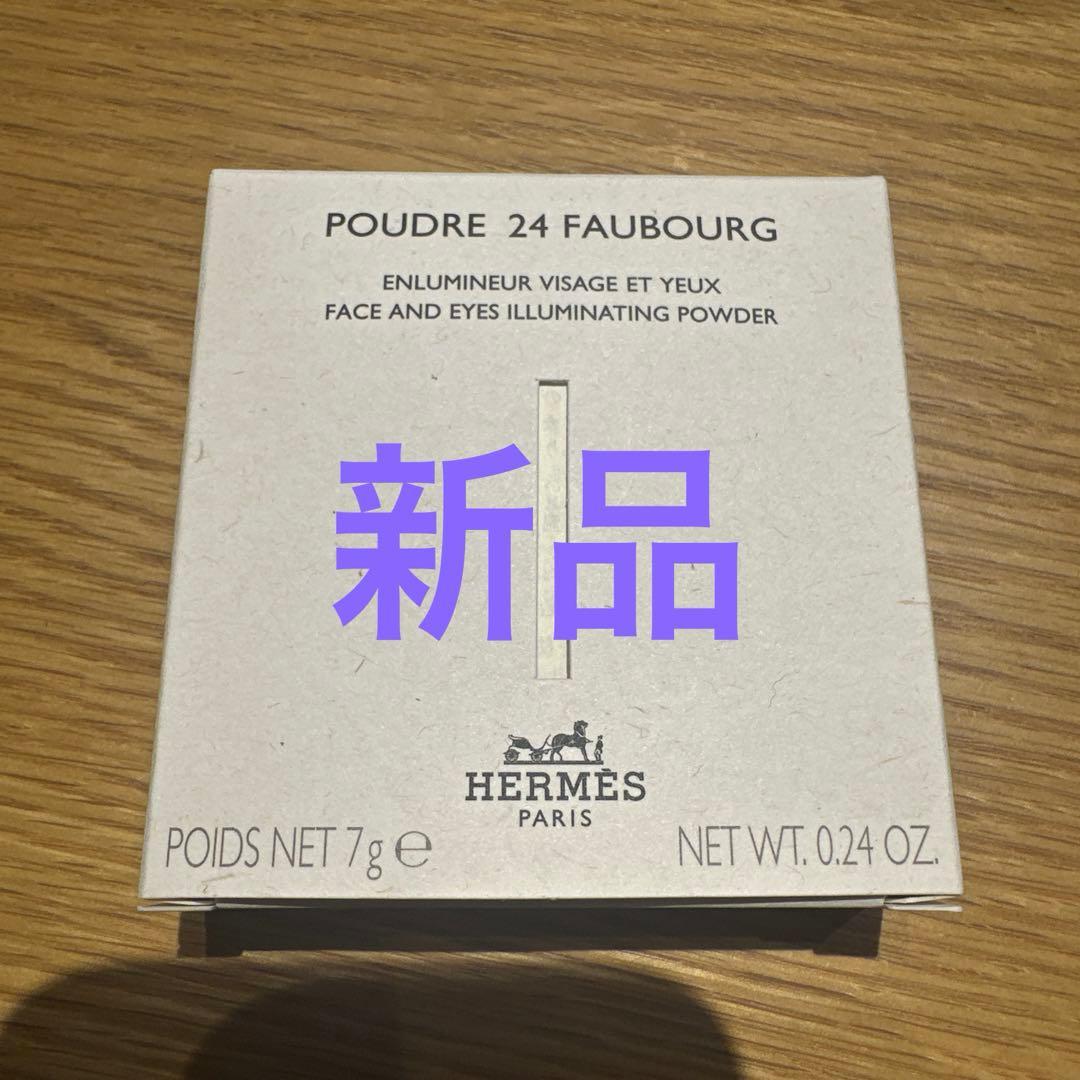 POUDRE 24 FAUBOURG
ENLUMINEUR VISAGE ET YEUX
FACE AND EYES ILLUMINATING POWDER
新品
HERMÈS
PARIS
POIDS NET 7g ℮
NET WT. 0.24 OZ.